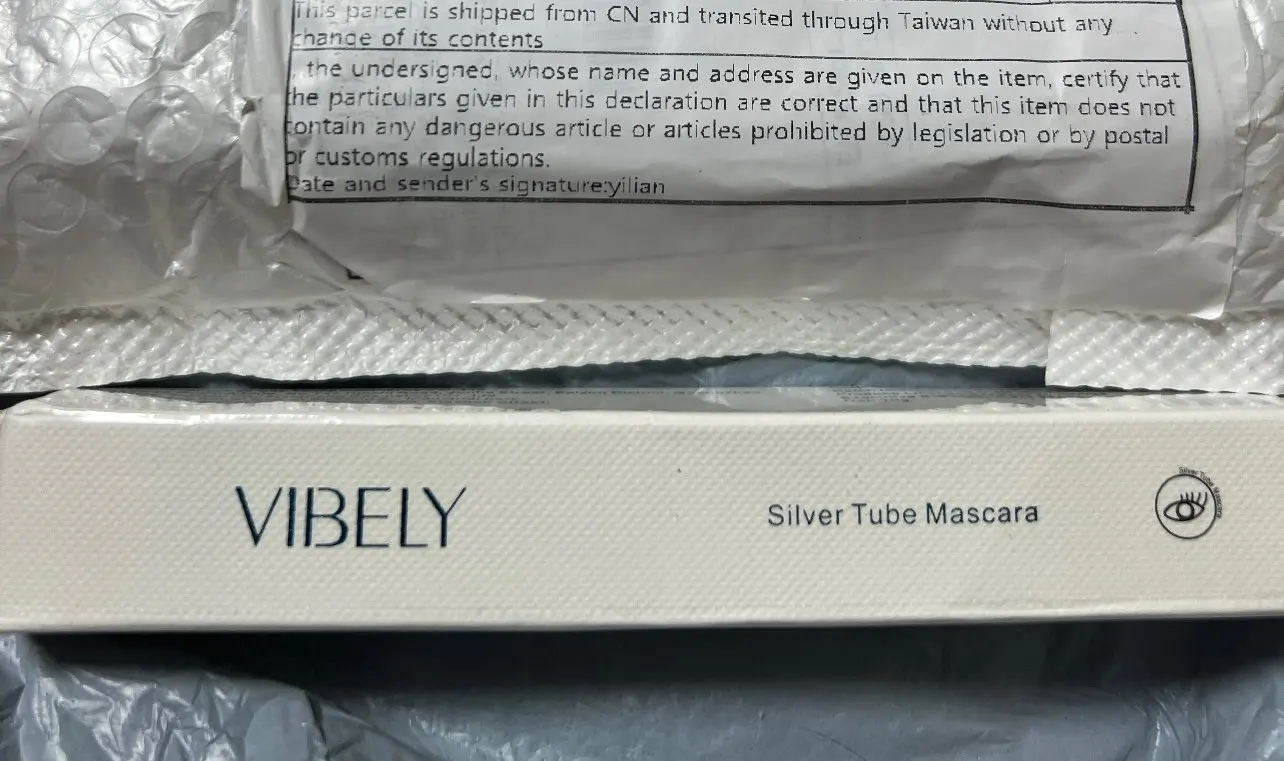 This parcel is shipped from CN and transited through Taiwan without any
change of its contents
, the undersigned, whose name and address are given on the item, certify that
the particulars given in this declaration are correct and that this item does not
contain any dangerous article or articles prohibited by legislation or by postal
or customs regulations.
Date and sender's signature:yilian
VIBELY
Silver Tube Mascara
Silver Tube Mascara